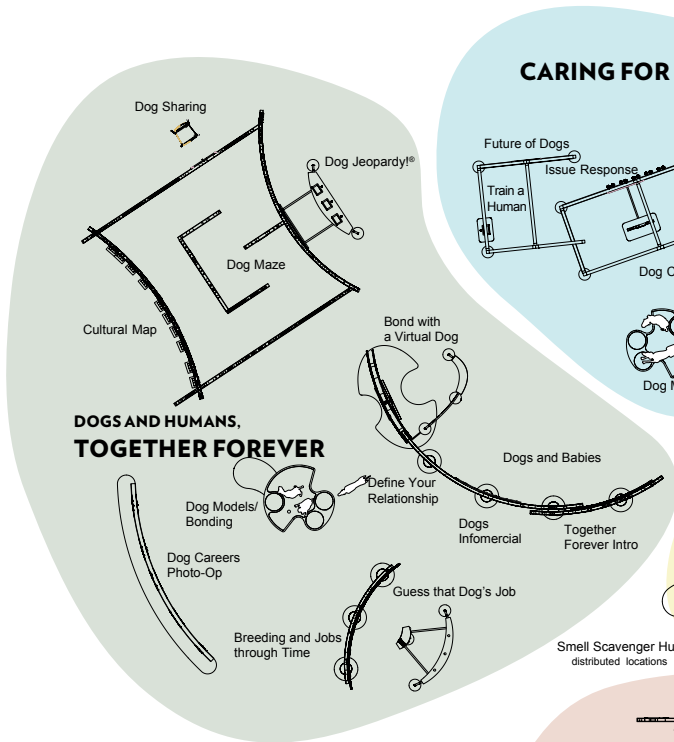 CARING FOR
Dog Sharing
Dog Jeopardy!®
Future of Dogs
Issue Response
Train a
Human
Dog Maze
Dog C
Cultural Map
Bond with
a Virtual Dog
Dog M
DOGS AND HUMANS,
TOGETHER FOREVER
Dogs and Babies
Define Your
Relationship
Dog Models/
Bonding
Dogs
Infomercial
Together
Forever Intro
Dog Careers
Photo-Op
Guess that Dog's Job
Breeding and Jobs
through Time
Smell Scavenger Hu
distributed locations